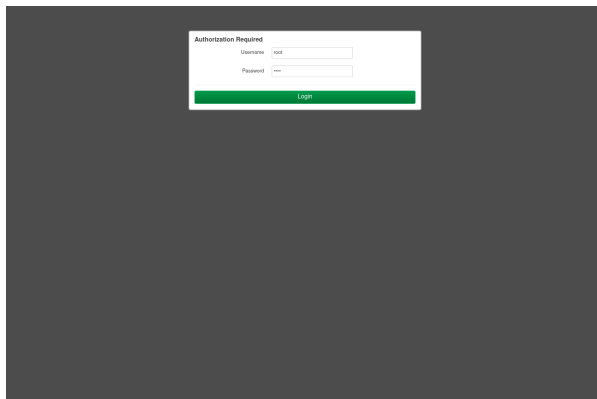 Authorization Required
Username root
Password ••••
Login